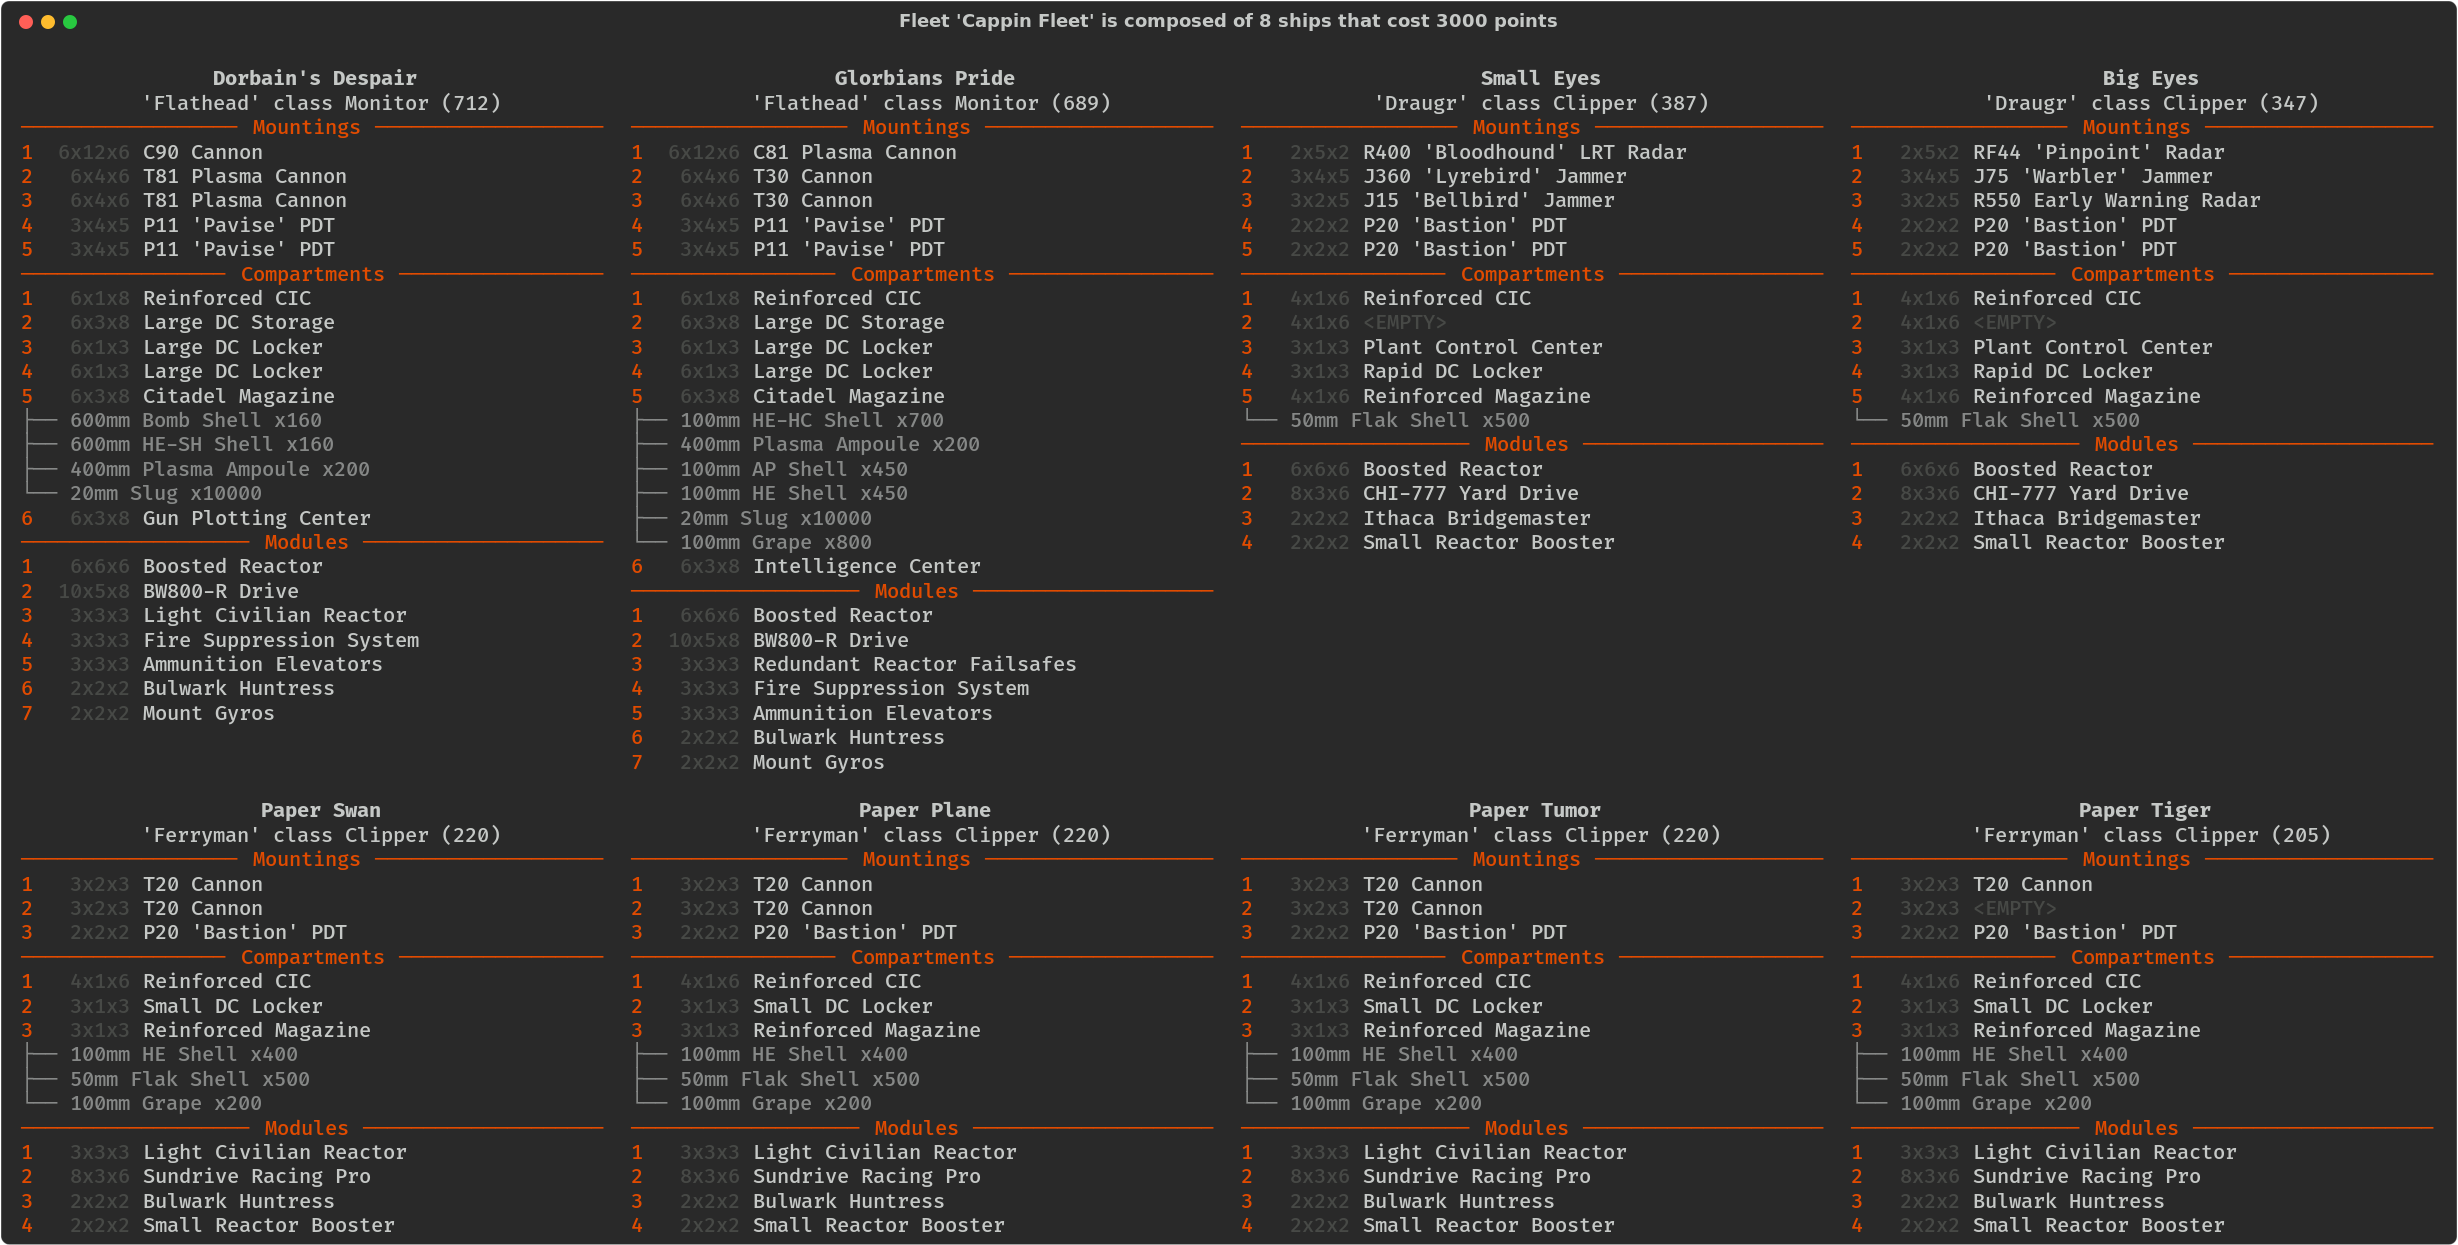 Fleet 'Cappin Fleet' is composed of 8 ships that cost 3000 points
Dorbain's Despair
'Flathead' class Monitor (712)
Mountings
1 6x12x6 C90 Cannon
2 6x4x6 T81 Plasma Cannon
3 6x4x6 T81 Plasma Cannon
4 3x4x5 P11 'Pavise' PDT
5 3x4x5 P11 'Pavise' PDT
Compartments
1 6x1x8 Reinforced CIC
2 6x3x8 Large DC Storage
3 6x1x3 Large DC Locker
4 6x1x3 Large DC Locker
5 6x3x8 Citadel Magazine
600mm Bomb Shell x160
600mm HE-SH Shell x160
400mm Plasma Ampoule x200
20mm Slug x10000
6 6x3x8 Gun Plotting Center
Modules
1 6x6x6 Boosted Reactor
2 10x5x8 BW800-R Drive
3 3x3x3 Light Civilian Reactor
4 3x3x3 Fire Suppression System
5 3x3x3 Ammunition Elevators
6 2x2x2 Bulwark Huntress
7 2x2x2 Mount Gyros
Glorbians Pride
'Flathead' class Monitor (689)
Mountings
1 6x12x6 C81 Plasma Cannon
2 6x4x6 T30 Cannon
3 6x4x6 T30 Cannon
4 3x4x5 P11 'Pavise' PDT
5 3x4x5 P11 'Pavise' PDT
Compartments
1 6x1x8 Reinforced CIC
2 6x3x8 Large DC Storage
3 6x1x3 Large DC Locker
4 6x1x3 Large DC Locker
5 6x3x8 Citadel Magazine
100mm HE-HC Shell x700
400mm Plasma Ampoule x200
100mm AP Shell x450
100mm HE Shell x450
20mm Slug x10000
100mm Grape x800
6 6x3x8 Intelligence Center
Modules
1 6x6x6 Boosted Reactor
2 10x5x8 BW800-R Drive
3 3x3x3 Redundant Reactor Failsafes
4 3x3x3 Fire Suppression System
5 3x3x3 Ammunition Elevators
6 2x2x2 Bulwark Huntress
7 2x2x2 Mount Gyros
Small Eyes
'Draugr' class Clipper (387)
Mountings
1 2x5x2 R400 'Bloodhound' LRT Radar
2 3x4x5 J360 'Lyrebird' Jammer
3 3x2x5 J15 'Bellbird' Jammer
4 2x2x2 P20 'Bastion' PDT
5 2x2x2 P20 'Bastion' PDT
Compartments
1 4x1x6 Reinforced CIC
2 4x1x6 <EMPTY>
3 3x1x3 Plant Control Center
4 3x1x3 Rapid DC Locker
5 4x1x6 Reinforced Magazine
50mm Flak Shell x500
Modules
1 6x6x6 Boosted Reactor
2 8x3x6 CHI-777 Yard Drive
3 2x2x2 Ithaca Bridgemaster
4 2x2x2 Small Reactor Booster
Big Eyes
'Draugr' class Clipper (347)
Mountings
1 2x5x2 RF44 'Pinpoint' Radar
2 3x4x5 J75 'Warbler' Jammer
3 3x2x5 R550 Early Warning Radar
4 2x2x2 P20 'Bastion' PDT
5 2x2x2 P20 'Bastion' PDT
Compartments
1 4x1x6 Reinforced CIC
2 4x1x6 <EMPTY>
3 3x1x3 Plant Control Center
4 3x1x3 Rapid DC Locker
5 4x1x6 Reinforced Magazine
50mm Flak Shell x500
Modules
1 6x6x6 Boosted Reactor
2 8x3x6 CHI-777 Yard Drive
3 2x2x2 Ithaca Bridgemaster
4 2x2x2 Small Reactor Booster
Paper Swan
'Ferryman' class Clipper (220)
Mountings
1 3x2x3 T20 Cannon
2 3x2x3 T20 Cannon
3 2x2x2 P20 'Bastion' PDT
Compartments
1 4x1x6 Reinforced CIC
2 3x1x3 Small DC Locker
3 3x1x3 Reinforced Magazine
100mm HE Shell x400
50mm Flak Shell x500
100mm Grape x200
Modules
1 3x3x3 Light Civilian Reactor
2 8x3x6 Sundrive Racing Pro
3 2x2x2 Bulwark Huntress
4 2x2x2 Small Reactor Booster
Paper Plane
'Ferryman' class Clipper (220)
Mountings
1 3x2x3 T20 Cannon
2 3x2x3 T20 Cannon
3 2x2x2 P20 'Bastion' PDT
Compartments
1 4x1x6 Reinforced CIC
2 3x1x3 Small DC Locker
3 3x1x3 Reinforced Magazine
100mm HE Shell x400
50mm Flak Shell x500
100mm Grape x200
Modules
1 3x3x3 Light Civilian Reactor
2 8x3x6 Sundrive Racing Pro
3 2x2x2 Bulwark Huntress
4 2x2x2 Small Reactor Booster
Paper Tumor
'Ferryman' class Clipper (220)
Mountings
1 3x2x3 T20 Cannon
2 3x2x3 T20 Cannon
3 2x2x2 P20 'Bastion' PDT
Compartments
1 4x1x6 Reinforced CIC
2 3x1x3 Small DC Locker
3 3x1x3 Reinforced Magazine
100mm HE Shell x400
50mm Flak Shell x500
100mm Grape x200
Modules
1 3x3x3 Light Civilian Reactor
2 8x3x6 Sundrive Racing Pro
3 2x2x2 Bulwark Huntress
4 2x2x2 Small Reactor Booster
Paper Tiger
'Ferryman' class Clipper (205)
Mountings
1 3x2x3 T20 Cannon
2 3x2x3 <EMPTY>
3 2x2x2 P20 'Bastion' PDT
Compartments
1 4x1x6 Reinforced CIC
2 3x1x3 Small DC Locker
3 3x1x3 Reinforced Magazine
100mm HE Shell x400
50mm Flak Shell x500
100mm Grape x200
Modules
1 3x3x3 Light Civilian Reactor
2 8x3x6 Sundrive Racing Pro
3 2x2x2 Bulwark Huntress
4 2x2x2 Small Reactor Booster